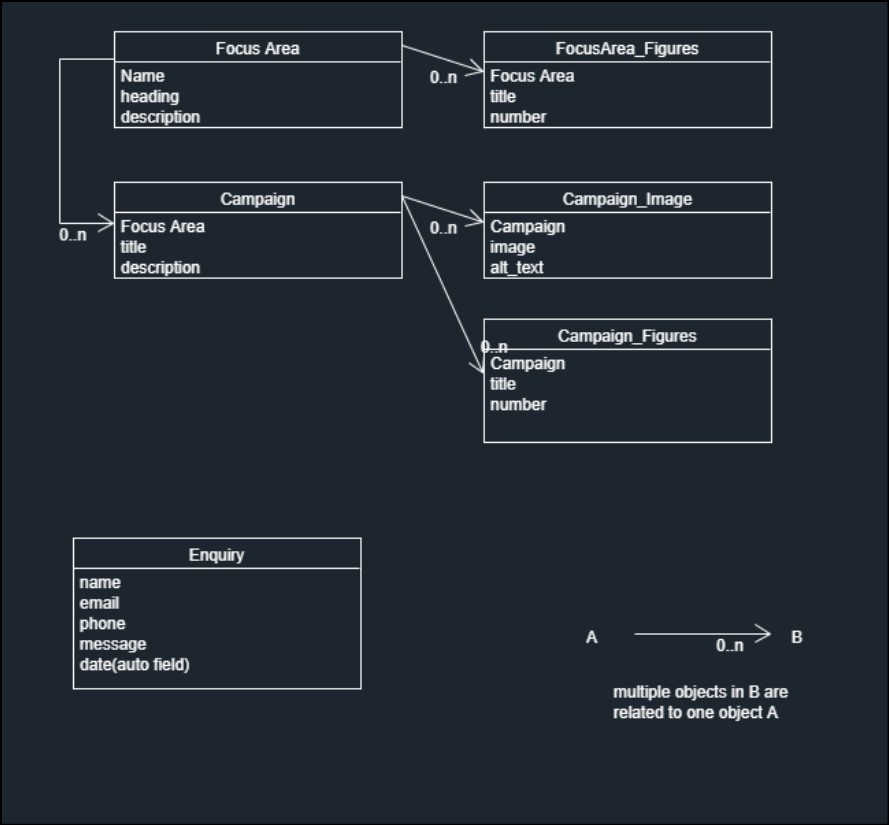 Focus Area
Name
heading
description
0..n
FocusArea_Figures
Focus Area
title
number
0..n
Campaign
Focus Area
title
description
0..n
Campaign_Image
Campaign
image
alt_text
0..n
Campaign_Figures
Campaign
title
number
Enquiry
name
email
phone
message
date(auto field)
A
0..n
B
multiple objects in B are
related to one object A